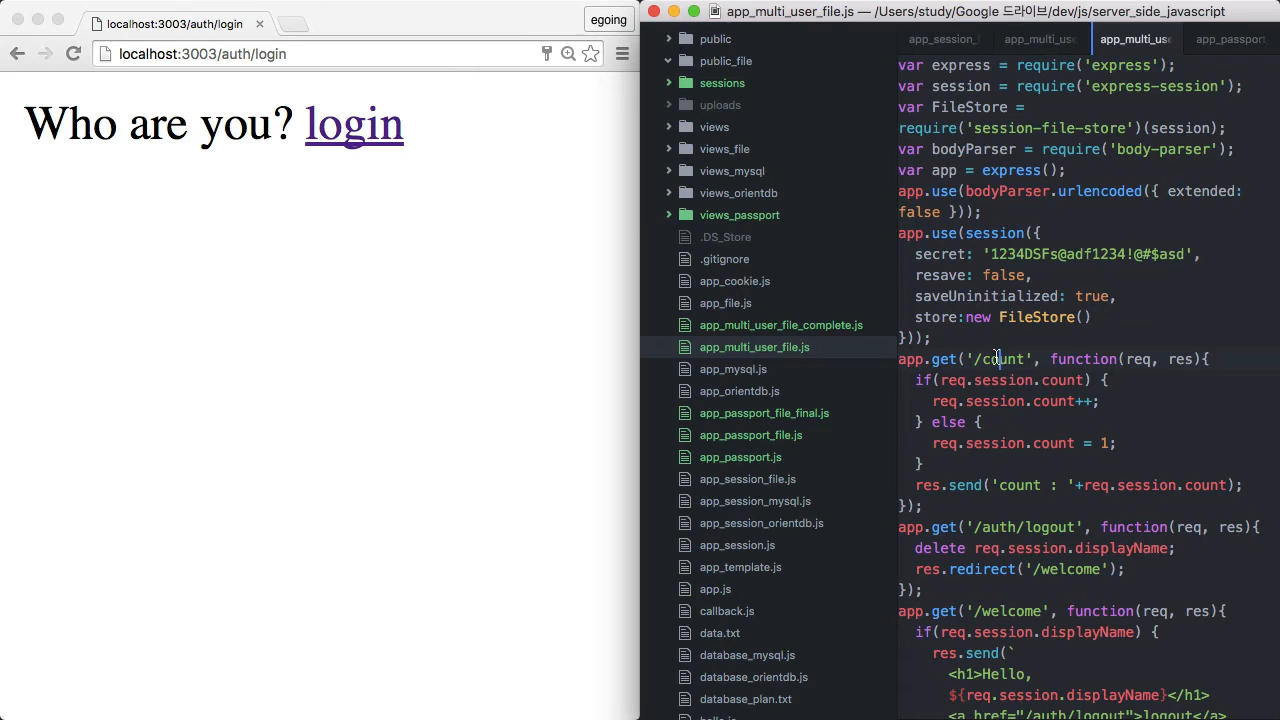 localhost:3003/auth/login
egoing
localhost:3003/auth/login
Who are you? login
app_multi_user_file.js — /Users/study/Google 드라이브/dev/js/server_side_javascript
public
public_file
sessions
uploads
views
views_file
views_mysql
views_orientdb
views_passport
.DS_Store
.gitignore
app_cookie.js
app_file.js
app_multi_user_file_complete.js
app_multi_user_file.js
app_mysql.js
app_orientdb.js
app_passport_file_final.js
app_passport_file.js
app_passport.js
app_session_file.js
app_session_mysql.js
app_session_orientdb.js
app_session.js
app_template.js
app.js
callback.js
data.txt
database_mysql.js
database_orientdb.js
database_plan.txt
app_session_
app_multi_us
app_multi_us
app_passport
var express = require('express');
var session = require('express-session');
var FileStore =
require('session-file-store')(session);
var bodyParser = require('body-parser');
var app = express();
app.use(bodyParser.urlencoded({ extended:
false }));
app.use(session({
secret: '1234DSFs@adf1234!@#$asd',
resave: false,
saveUninitialized: true,
store:new FileStore()
}));
app.get('/count', function(req, res){
if(req.session.count) {
req.session.count++;
} else {
req.session.count = 1;
}
res.send('count : '+req.session.count);
});
app.get('/auth/logout', function(req, res){
delete req.session.displayName;
res.redirect('/welcome');
});
app.get('/welcome', function(req, res){
if(req.session.displayName) {
res.send(`
<h1>Hello,
${req.session.displayName}</h1>
<a href="/auth/logout">logout</a>